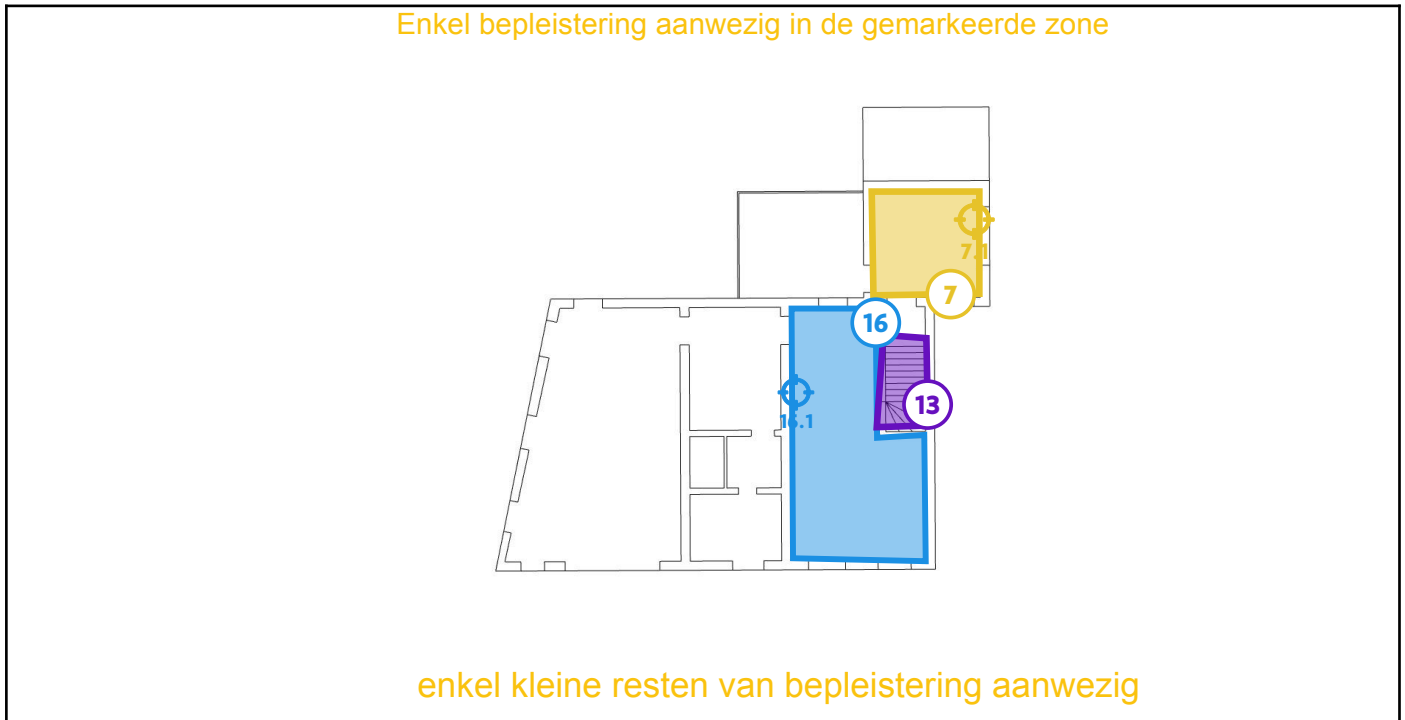 Enkel bepleistering aanwezig in de gemarkeerde zone
7.1
7
16
13
16.1
enkel kleine resten van bepleistering aanwezig